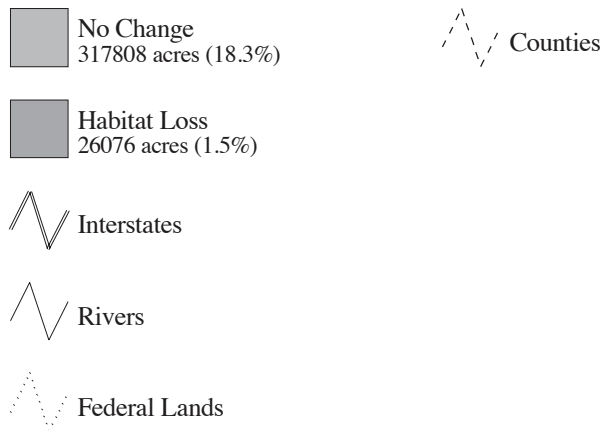 No Change
317808 acres (18.3%)
Habitat Loss
26076 acres (1.5%)
Interstates
Rivers
Federal Lands
Counties